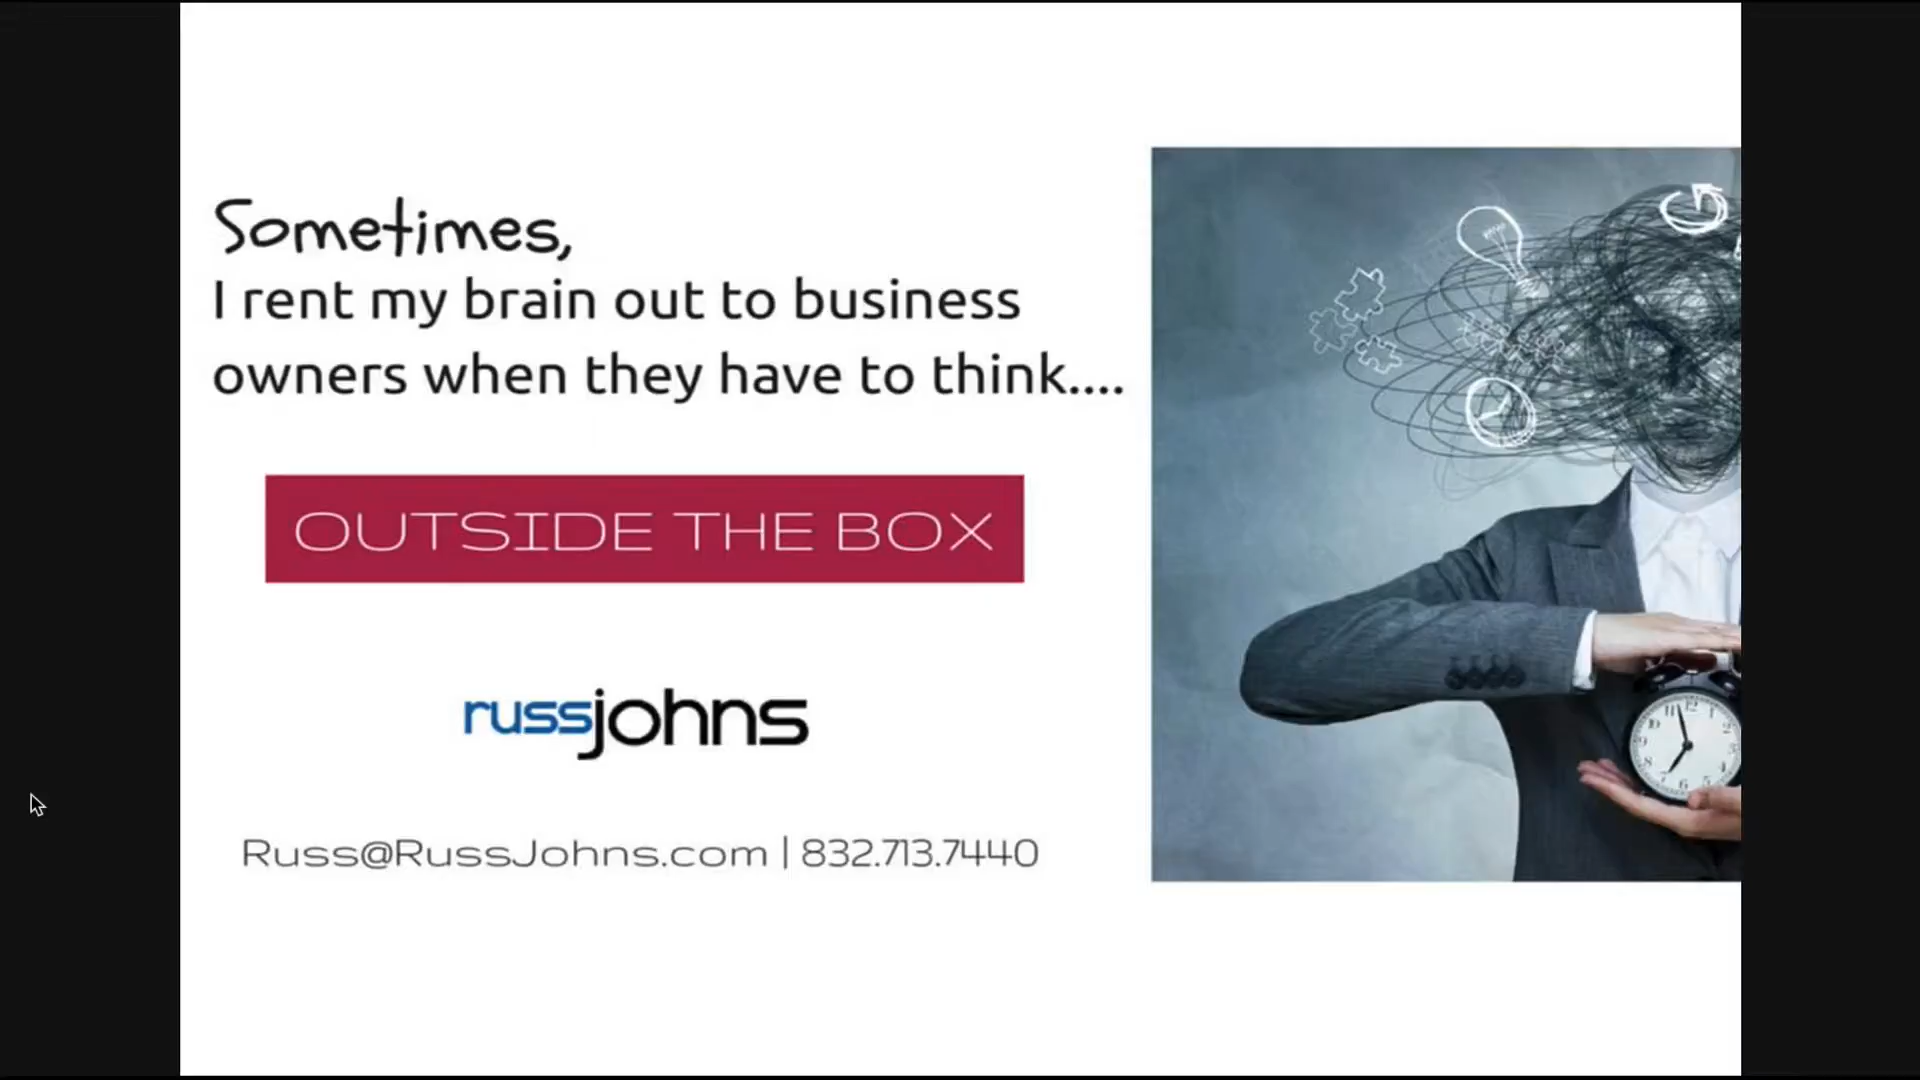 Sometimes,
I rent my brain out to business
owners when they have to think....
OUTSIDE THE BOX
russjohns
Russ@RussJohns.com | 832.713.7440